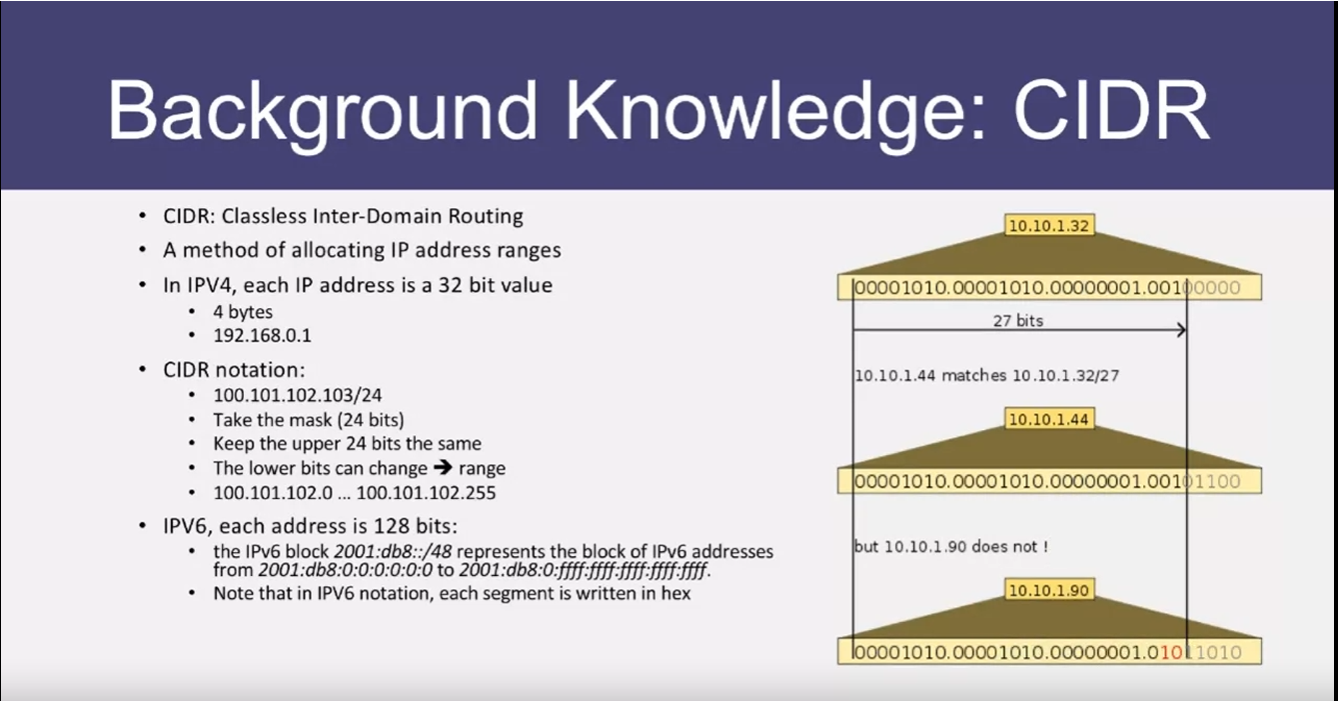 Background Knowledge: CIDR
• CIDR: Classless Inter-Domain Routing
• A method of allocating IP address ranges
• In IPV4, each IP address is a 32 bit value
• 4 bytes
• 192.168.0.1
• CIDR notation:
• 100.101.102.103/24
• Take the mask (24 bits)
• Keep the upper 24 bits the same
• The lower bits can change ➔ range
• 100.101.102.0 ... 100.101.102.255
• IPV6, each address is 128 bits:
• the IPv6 block 2001:db8::/48 represents the block of IPv6 addresses
from 2001:db8:0:0:0:0:0:0 to 2001:db8:0:ffff:ffff:ffff:ffff:ffff.
• Note that in IPV6 notation, each segment is written in hex
10.10.1.32
00001010.00001010.00000001.00100000
27 bits
10.10.1.44 matches 10.10.1.32/27
10.10.1.44
00001010.00001010.00000001.00101100
but 10.10.1.90 does not !
10.10.1.90
00001010.00001010.00000001.01011010